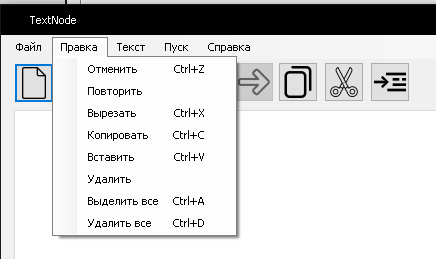 TextNode
Файл Правка Текст Пуск Справка
Отменить Ctrl+Z
Повторить
Вырезать Ctrl+X
Копировать Ctrl+C
Вставить Ctrl+V
Удалить
Выделить все Ctrl+A
Удалить все Ctrl+D